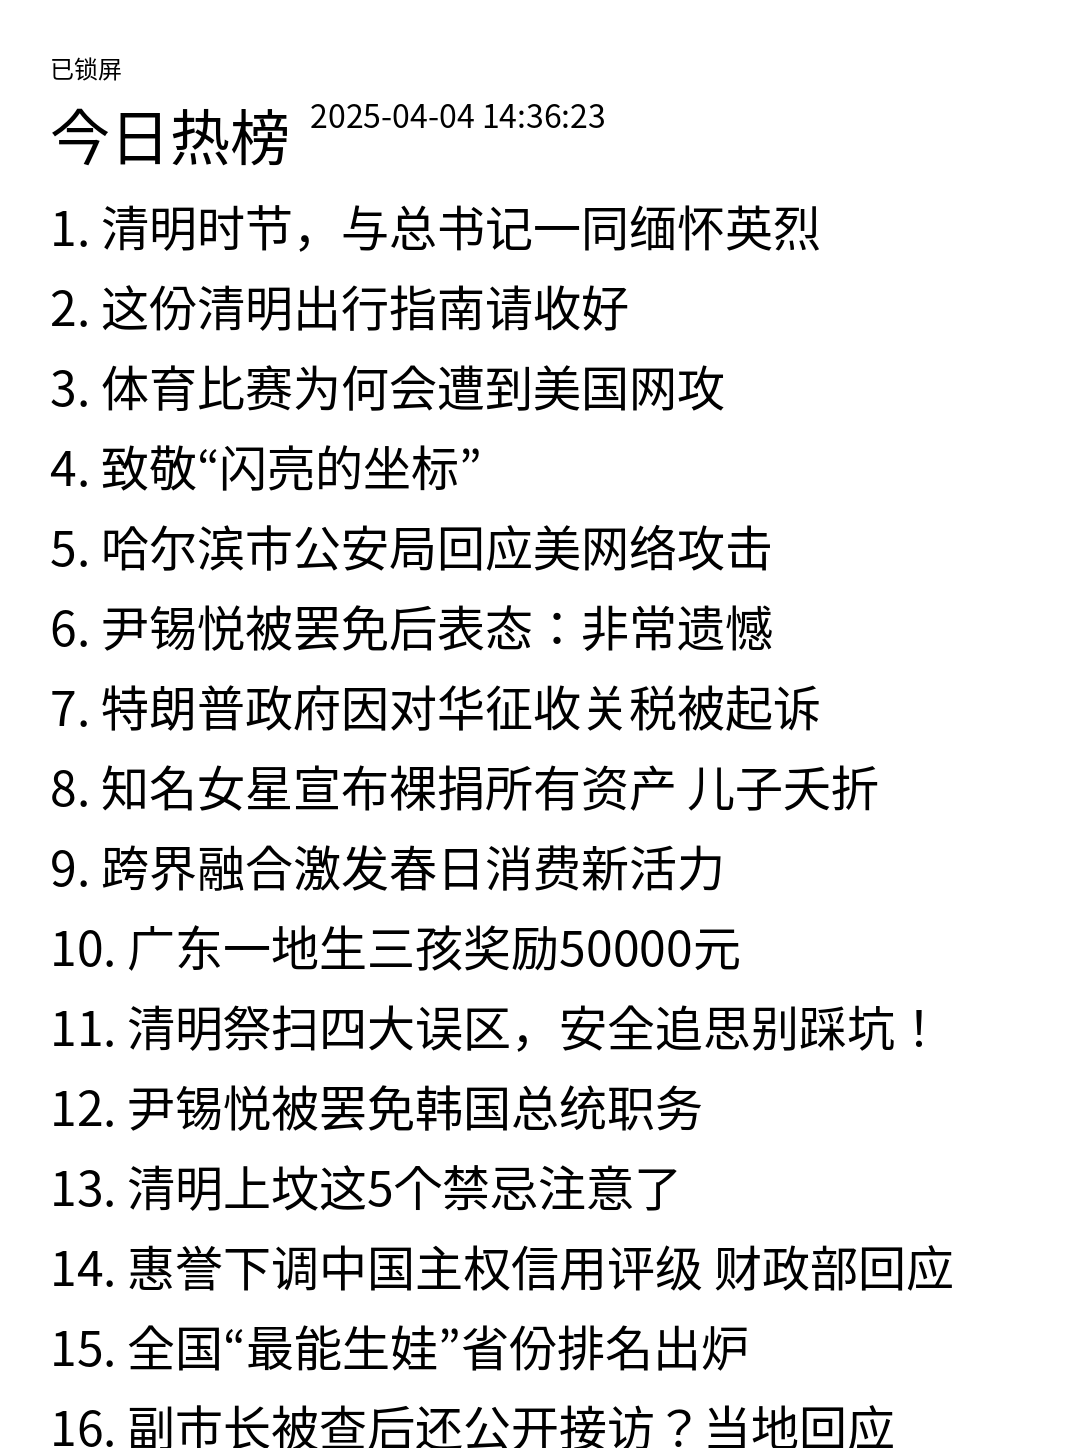 已锁屏
今日热榜 2025-04-04 14:36:23
1. 清明时节，与总书记一同缅怀英烈
2. 这份清明出行指南请收好
3. 体育比赛为何会遭到美国网攻
4. 致敬“闪亮的坐标”
5. 哈尔滨市公安局回应美网络攻击
6. 尹锡悦被罢免后表态：非常遗憾
7. 特朗普政府因对华征收关税被起诉
8. 知名女星宣布裸捐所有资产 儿子夭折
9. 跨界融合激发春日消费新活力
10. 广东一地生三孩奖励50000元
11. 清明祭扫四大误区，安全追思别踩坑！
12. 尹锡悦被罢免韩国总统职务
13. 清明上坟这5个禁忌注意了
14. 惠誉下调中国主权信用评级 财政部回应
15. 全国“最能生娃”省份排名出炉
16. 副市长被查后还公开接访？当地回应